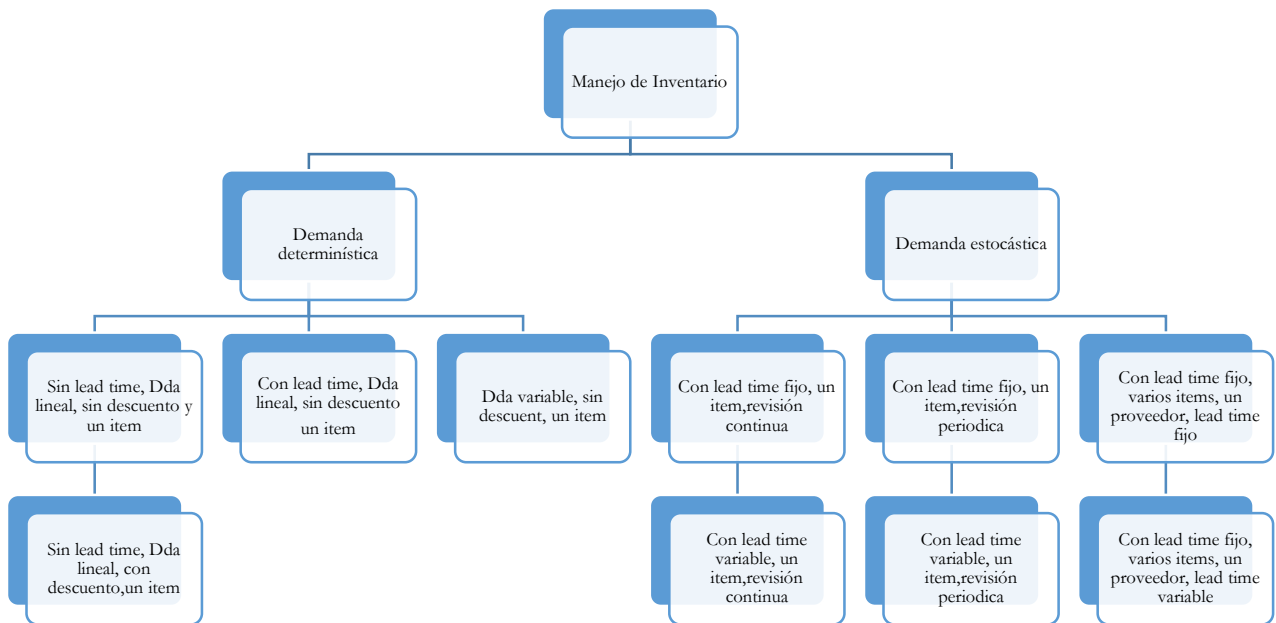 Manejo de Inventario
Demanda
determinística
Demanda estocástica
Sin lead time, Dda
lineal, sin descuento y
un item
Con lead time, Dda
lineal, sin descuento
un item
Dda variable, sin
descuent, un item
Con lead time fijo, un
item,revisión
continua
Con lead time fijo, un
item,revisión
periodica
Con lead time fijo,
varios items, un
proveedor, lead time
fijo
Sin lead time, Dda
lineal, con
descuento,un item
Con lead time
variable, un
item,revisión
continua
Con lead time
variable, un
item,revisión
periodica
Con lead time fijo,
varios items, un
proveedor, lead time
variable